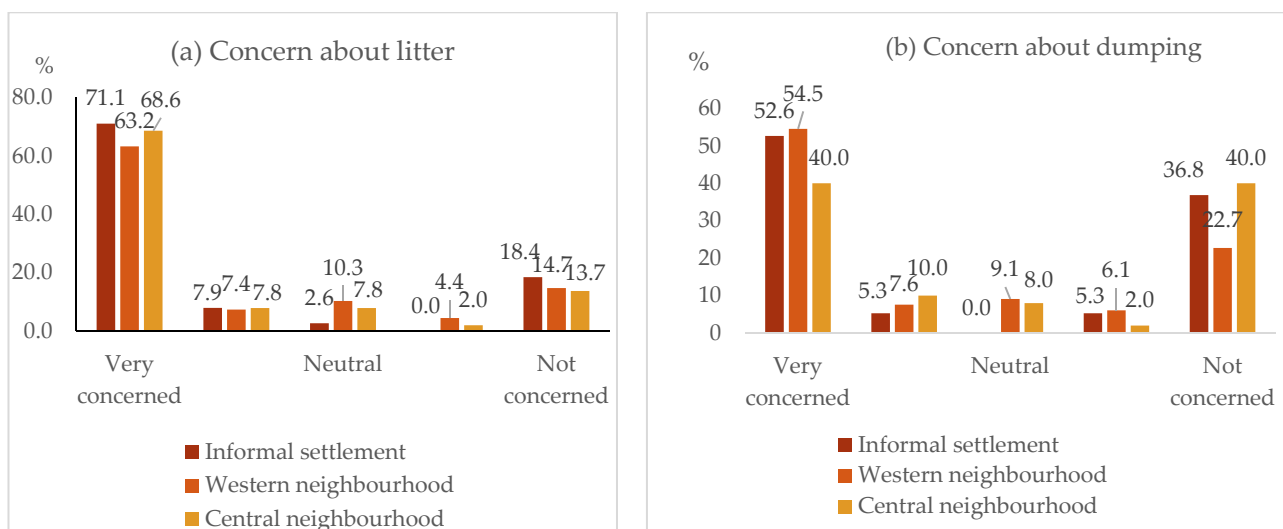 (a) Concern about litter
%
80.0
60.0
40.0
20.0
0.0
71.1
63.2
68.6
7.9
7.4
7.8
2.6
10.3
7.8
0.0
4.4
2.0
18.4
14.7
13.7
Very
concerned
Neutral
Not
concerned
Informal settlement
Western neighbourhood
Central neighbourhood
(b) Concern about dumping
%
60
50
40
30
20
10
0
52.6
54.5
40.0
5.3
7.6
10.0
0.0
9.1
8.0
5.3
6.1
2.0
36.8
22.7
40.0
Very
concerned
Neutral
Not
concerned
Informal settlement
Western neighbourhood
Central neighbourhood